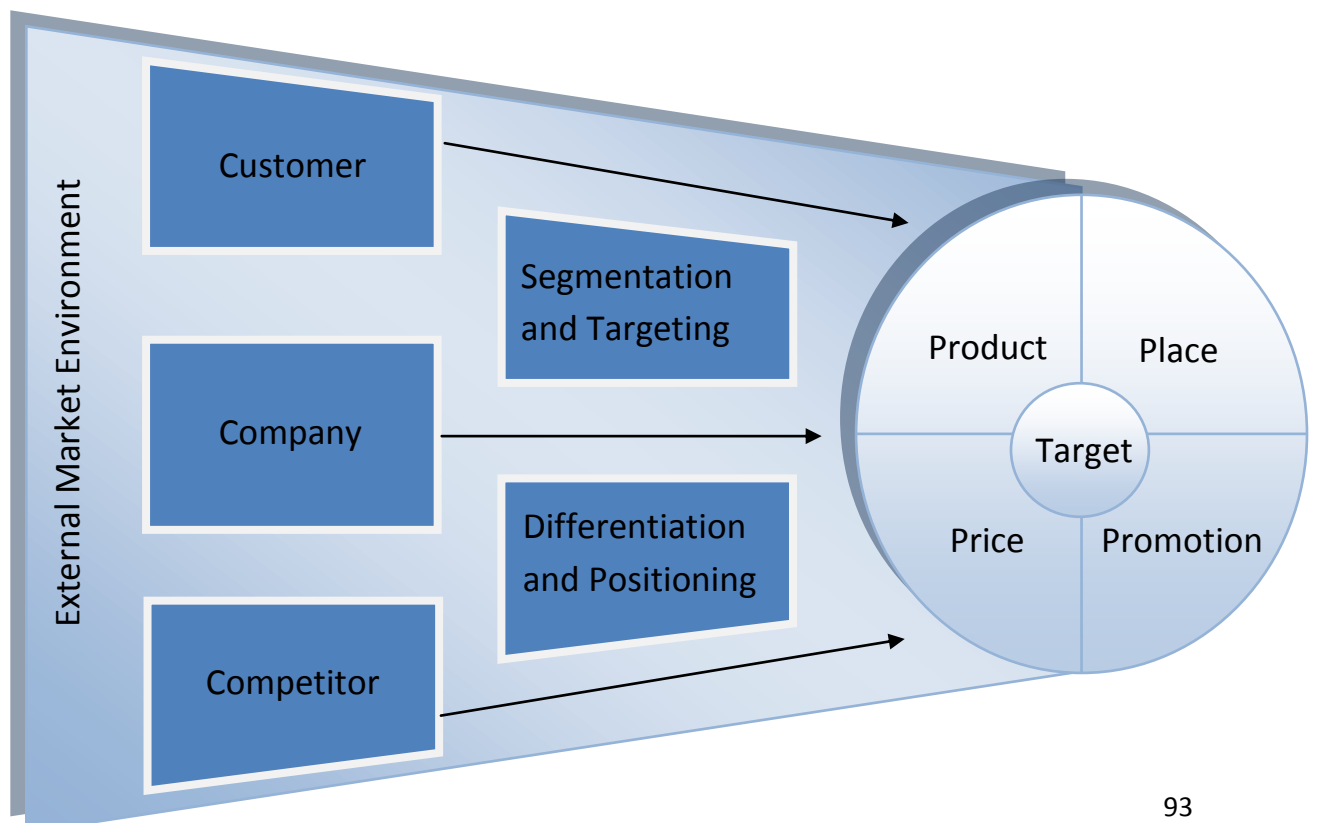 External Market Environment
Customer
Segmentation
and Targeting
Company
Differentiation
and Positioning
Competitor
Product
Place
Target
Price
Promotion
93